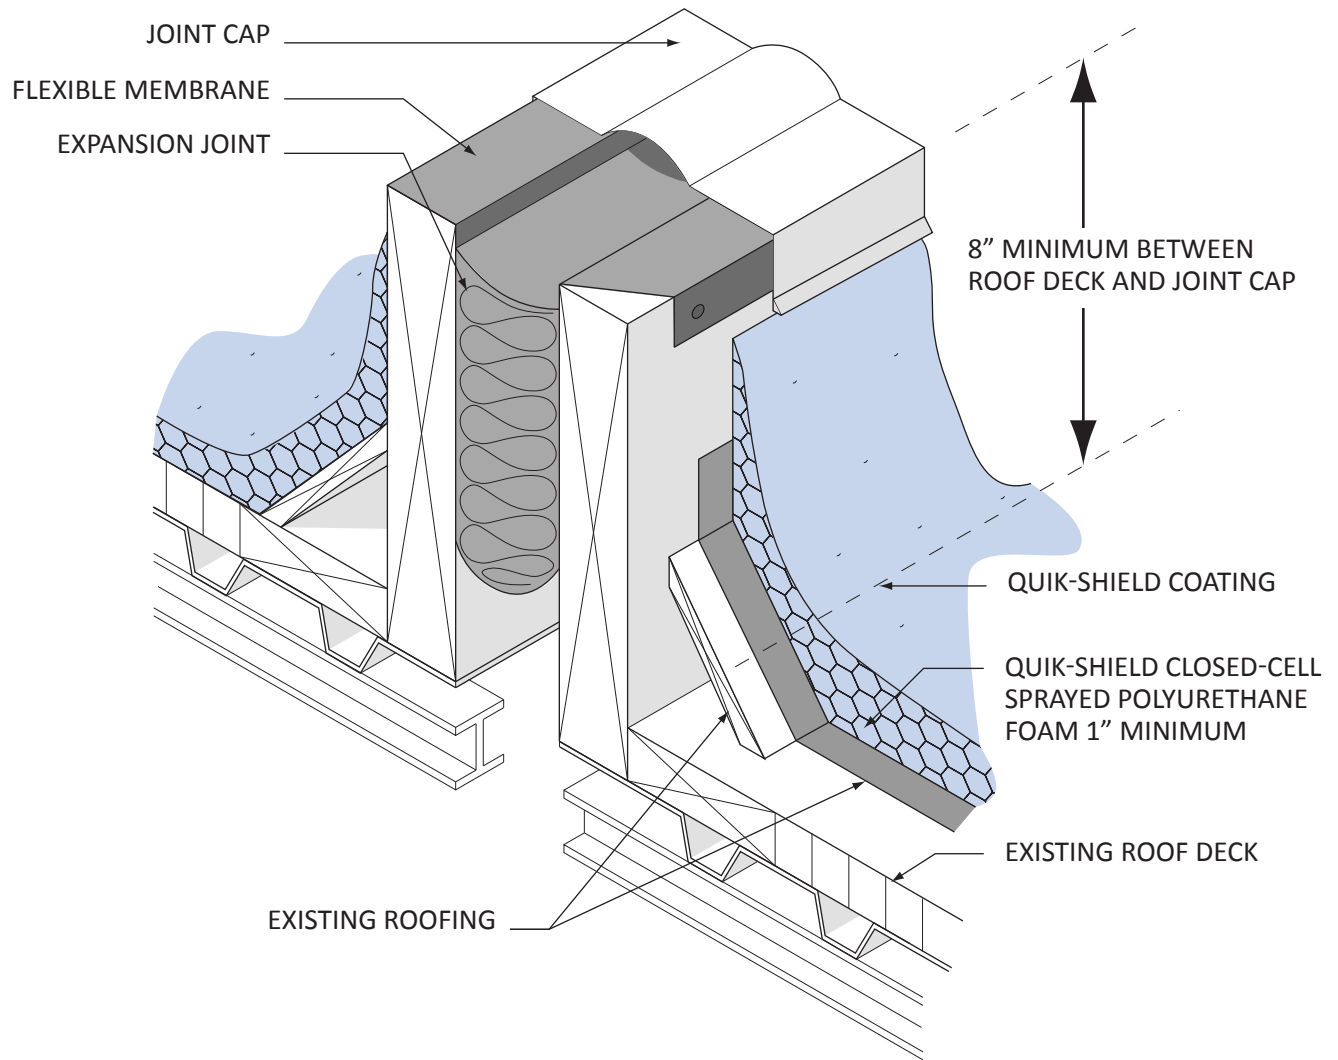 JOINT CAP
FLEXIBLE MEMBRANE
EXPANSION JOINT
8” MINIMUM BETWEEN
ROOF DECK AND JOINT CAP
QUIK-SHIELD COATING
QUIK-SHIELD CLOSED-CELL
SPRAYED POLYURETHANE
FOAM 1” MINIMUM
EXISTING ROOF DECK
EXISTING ROOFING